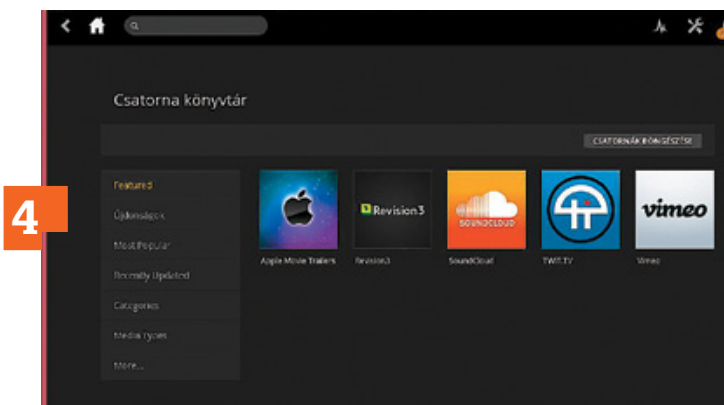 Csatorna könyvtár
CSATORNÁK BÖNGÉSZÉSE
4
Featured
Újdonságok
Most Popular
Recently Updated
Categories
Media Types
More...
Revision3
SOUNDCLOUD
vimeo
Apple Movie Trailers
Revision3
SoundCloud
TWiT.TV
Vimeo